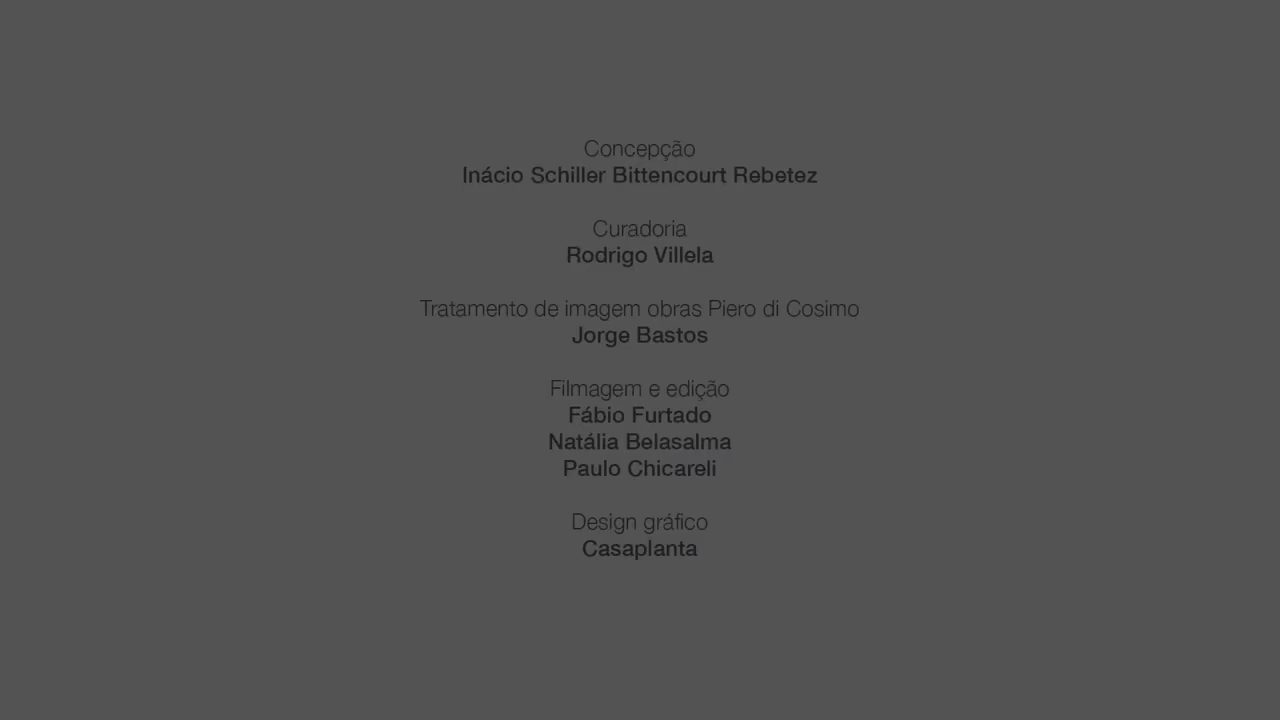 Concepção
Inácio Schiller Bittencourt Rebetez
Curadoria
Rodrigo Villela
Tratamento de imagem obras Piero di Cosimo
Jorge Bastos
Filmagem e edição
Fábio Furtado
Natália Belasalma
Paulo Chicareli
Design gráfico
Casaplanta